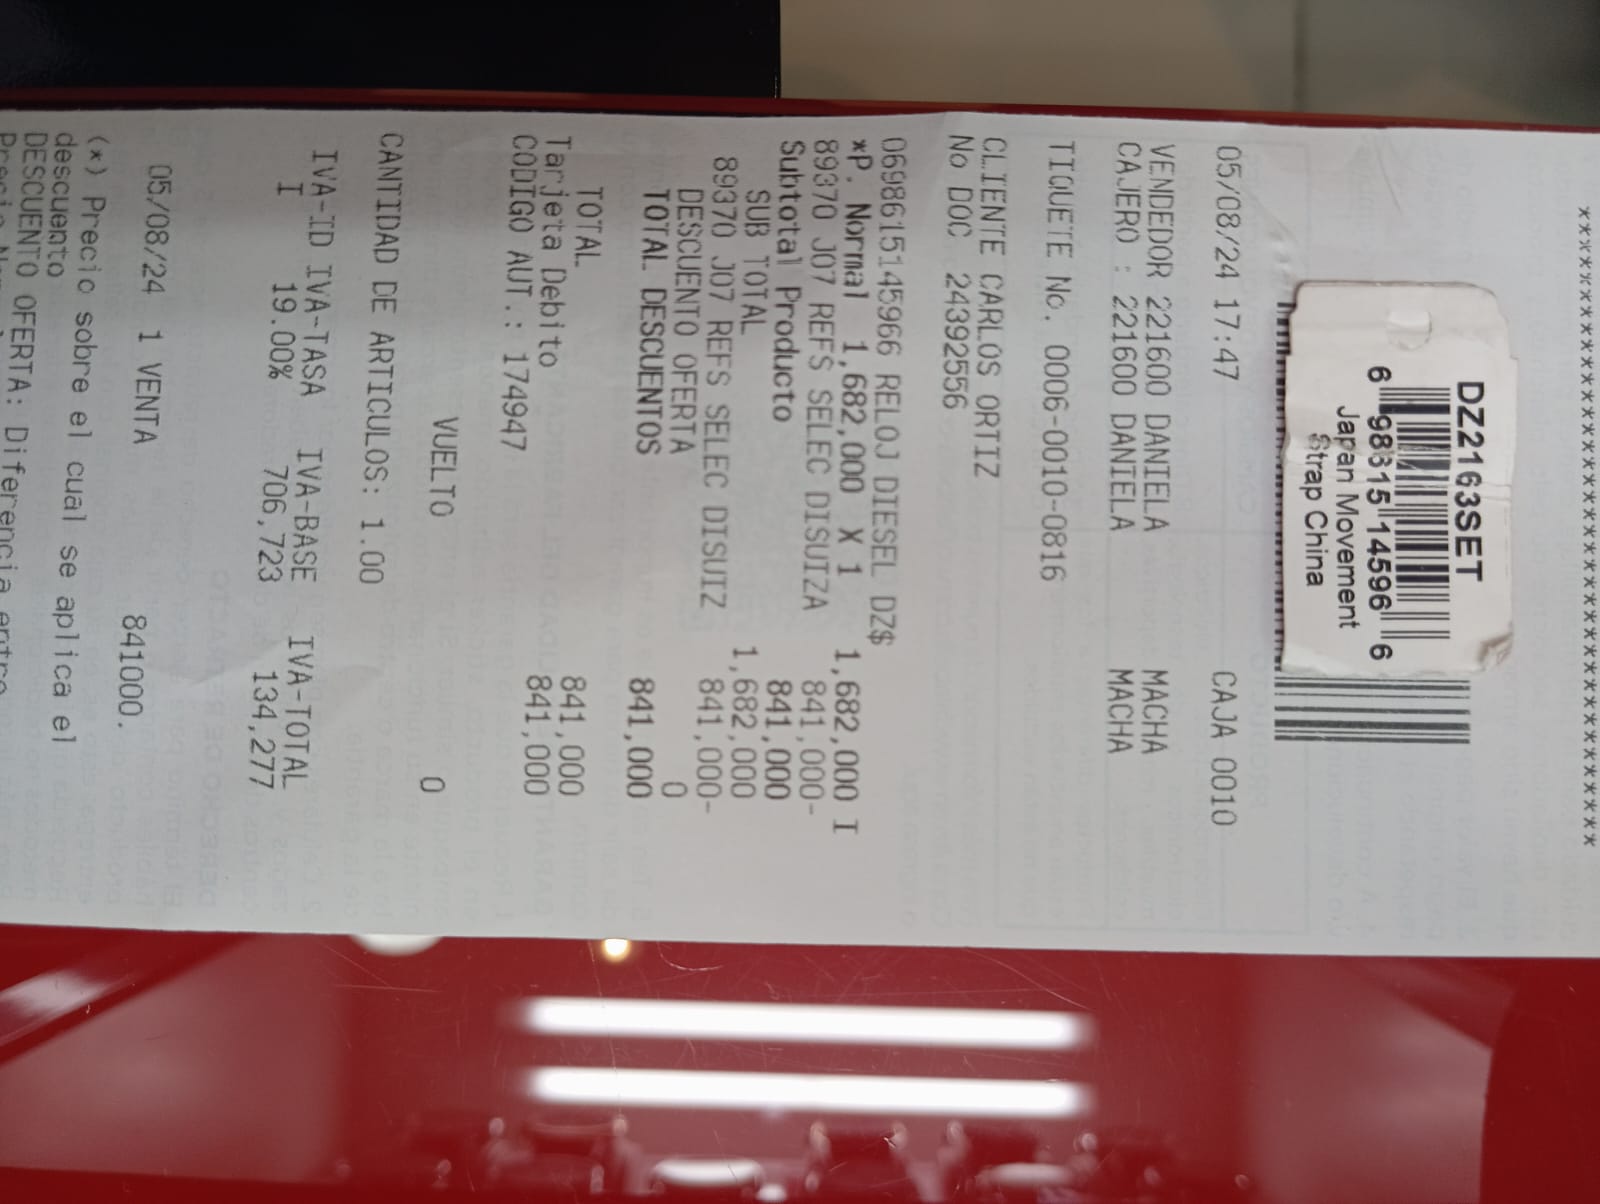 ****************************************
DZ2163SET
6 98615 14596 6
Japan Movement
Strap China
05/08/24 17:47 CAJA 0010
VENDEDOR 221600 DANIELA MACHA
CAJERO : 221600 DANIELA MACHA
TIQUETE No. 0006-0010-0816
CLIENTE CARLOS ORTIZ
No DOC 24392556
0698615145966 RELOJ DIESEL DZ$
*P. Normal 1,682,000 X 1 1,682,000 I
89370 J07 REFS SELEC DISUIZA 841,000-
Subtotal Producto 841,000
SUB TOTAL 1,682,000
89370 J07 REFS SELEC DISUIZ 841,000-
DESCUENTO OFERTA 0
TOTAL DESCUENTOS 841,000
TOTAL 841,000
Tarjeta Debito 841,000
CODIGO AUT.: 174947
VUELTO 0
CANTIDAD DE ARTICULOS: 1.00
IVA-ID IVA-TASA IVA-BASE IVA-TOTAL
I 19.00% 706,723 134,277
05/08/24 1 VENTA 841000.
(*) Precio sobre el cual se aplica el
descuento
DESCUENTO OFERTA: Diferencia entre